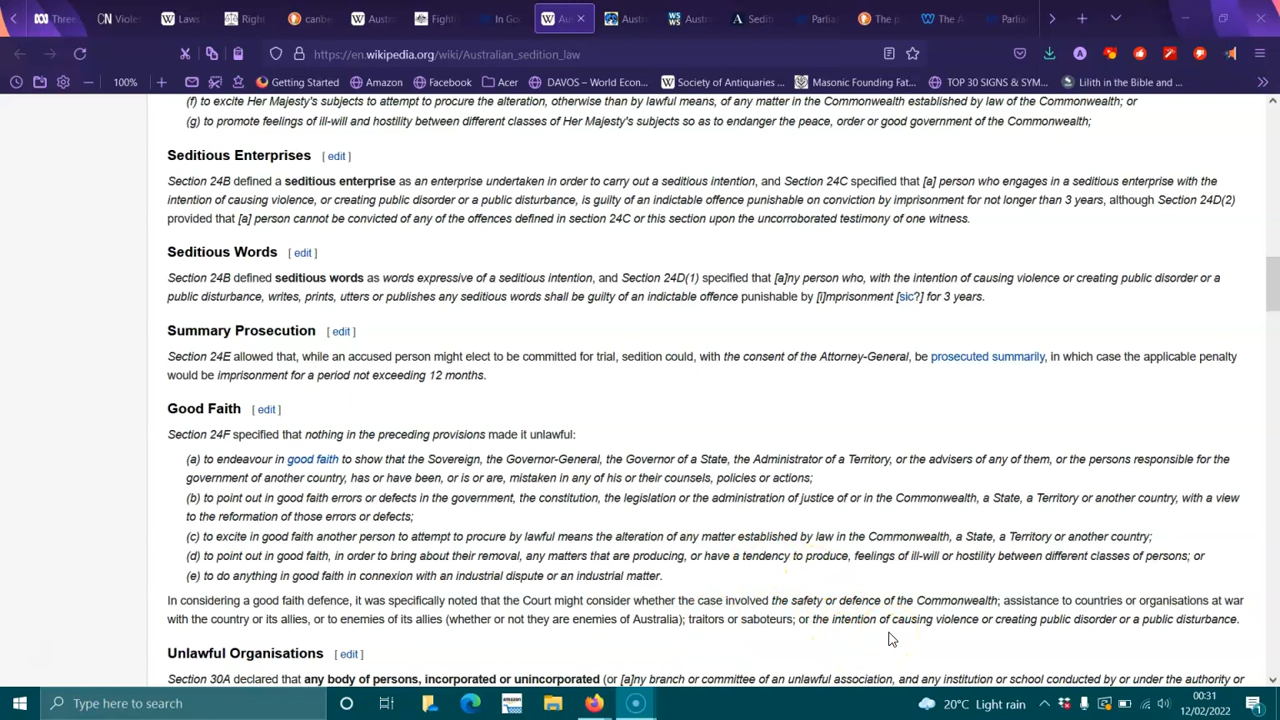 Three
CN Viole
Laws
Right
canbe
Austr
Fight
In Go
Au
Austr
WS WS Austr
A Sedit
Parlia
The p
The A
Parlia
https://en.wikipedia.org/wiki/Australian_sedition_law
100%
Getting Started
Amazon
Facebook
Acer
DAVOS – World Econ...
Society of Antiquaries ...
Masonic Founding Fat...
TOP 30 SIGNS & SYM...
Lilith in the Bible and ...
(f) to excite Her Majesty's subjects to attempt to procure the alteration, otherwise than by lawful means, of any matter in the Commonwealth established by law of the Commonwealth; or
(g) to promote feelings of ill-will and hostility between different classes of Her Majesty's subjects so as to endanger the peace, order or good government of the Commonwealth;
Seditious Enterprises [ edit ]
Section 24B defined a seditious enterprise as an enterprise undertaken in order to carry out a seditious intention, and Section 24C specified that [a] person who engages in a seditious enterprise with the
intention of causing violence, or creating public disorder or a public disturbance, is guilty of an indictable offence punishable on conviction by imprisonment for not longer than 3 years, although Section 24D(2)
provided that [a] person cannot be convicted of any of the offences defined in section 24C or this section upon the uncorroborated testimony of one witness.
Seditious Words [ edit ]
Section 24B defined seditious words as words expressive of a seditious intention, and Section 24D(1) specified that [a]ny person who, with the intention of causing violence or creating public disorder or a
public disturbance, writes, prints, utters or publishes any seditious words shall be guilty of an indictable offence punishable by [i]mprisonment [sic?] for 3 years.
Summary Prosecution [ edit ]
Section 24E allowed that, while an accused person might elect to be committed for trial, sedition could, with the consent of the Attorney-General, be prosecuted summarily, in which case the applicable penalty
would be imprisonment for a period not exceeding 12 months.
Good Faith [ edit ]
Section 24F specified that nothing in the preceding provisions made it unlawful:
(a) to endeavour in good faith to show that the Sovereign, the Governor-General, the Governor of a State, the Administrator of a Territory, or the advisers of any of them, or the persons responsible for the
government of another country, has or have been, or is or are, mistaken in any of his or their counsels, policies or actions;
(b) to point out in good faith errors or defects in the government, the constitution, the legislation or the administration of justice of or in the Commonwealth, a State, a Territory or another country, with a view
to the reformation of those errors or defects;
(c) to excite in good faith another person to attempt to procure by lawful means the alteration of any matter established by law in the Commonwealth, a State, a Territory or another country;
(d) to point out in good faith, in order to bring about their removal, any matters that are producing, or have a tendency to produce, feelings of ill-will or hostility between different classes of persons; or
(e) to do anything in good faith in connexion with an industrial dispute or an industrial matter.
In considering a good faith defence, it was specifically noted that the Court might consider whether the case involved the safety or defence of the Commonwealth; assistance to countries or organisations at war
with the country or its allies, or to enemies of its allies (whether or not they are enemies of Australia); traitors or saboteurs; or the intention of causing violence or creating public disorder or a public disturbance.
Unlawful Organisations [ edit ]
Section 30A declared that any body of persons, incorporated or unincorporated (or [a]ny branch or committee of an unlawful association, and any institution or school conducted by or under the authority or
Type here to search
20°C Light rain
00:31
12/02/2022